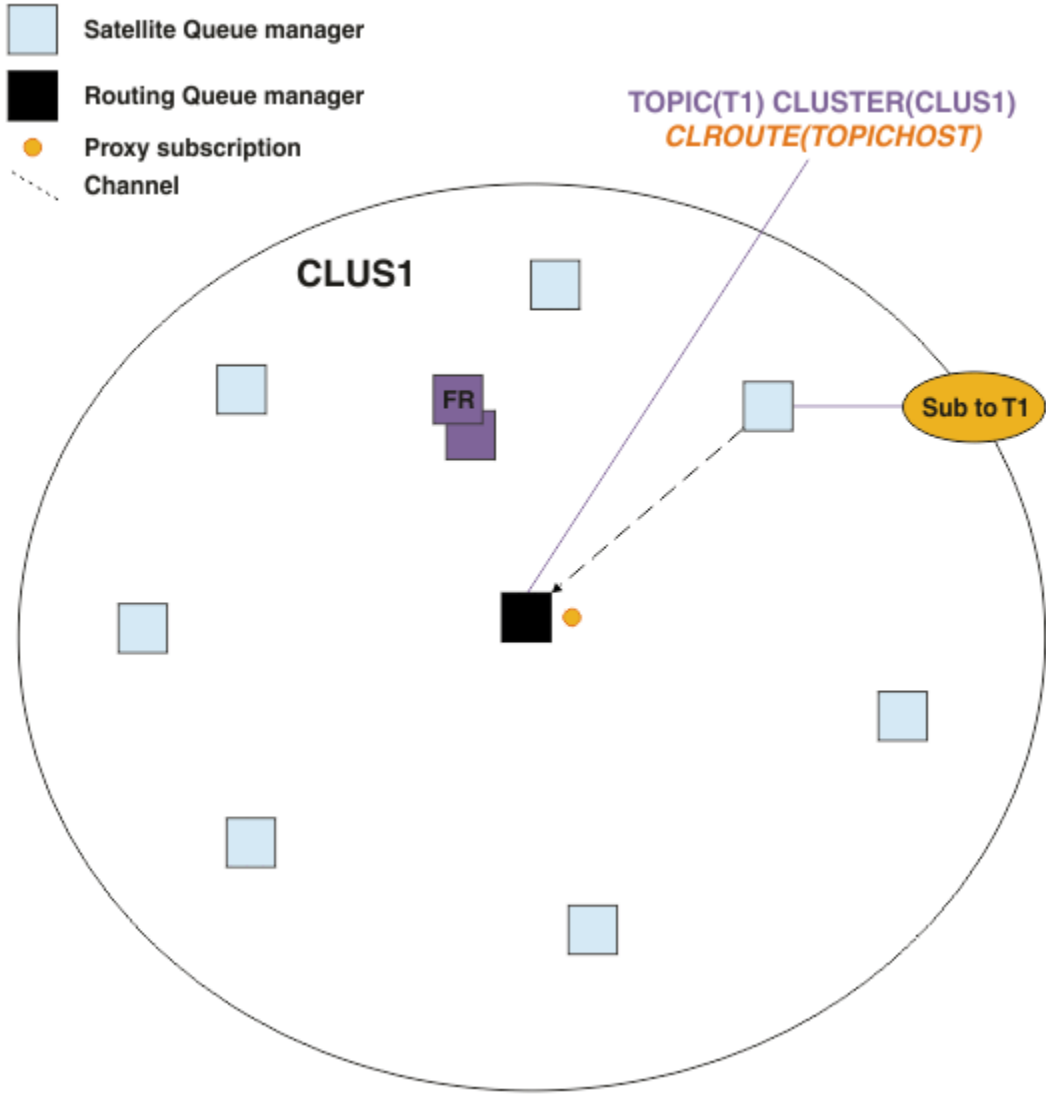 Satellite Queue manager
Routing Queue manager
Proxy subscription
Channel
TOPIC(T1) CLUSTER(CLUS1)
CLROUTE(TOPICHOST)
CLUS1
FR
Sub to T1